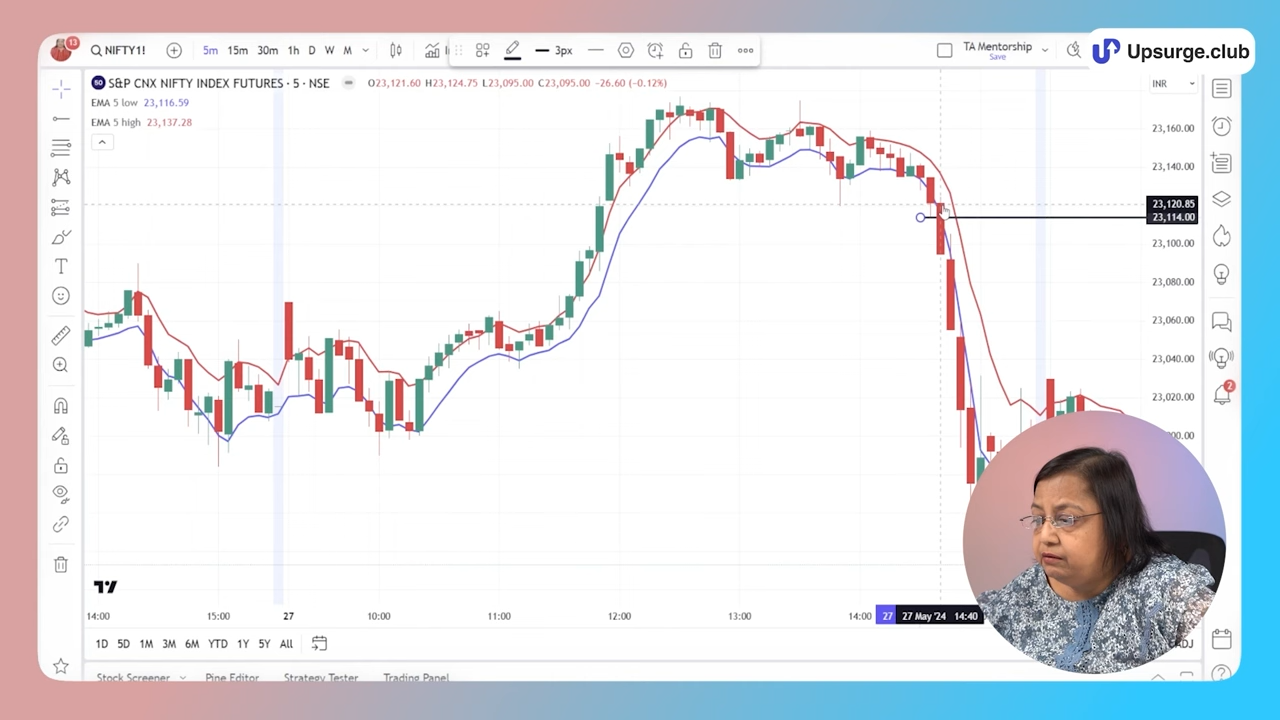 Upsurge.club
13
NIFTY1!
5m 15m 30m 1h D W M
3px
TA Mentorship
Save
50 S&P CNX NIFTY INDEX FUTURES · 5 · NSE
O23,121.60 H23,124.75 L23,095.00 C23,095.00 -26.60 (-0.12%)
INR
EMA 5 low 23,116.59
EMA 5 high 23,137.28
23,160.00
23,140.00
23,120.85
23,114.00
23,100.00
23,080.00
23,060.00
23,040.00
23,020.00
2
14:00 15:00 27 10:00 11:00 12:00 13:00 14:00 27 27 May '24 14:40
1D 5D 1M 3M 6M YTD 1Y 5Y All
ADJ
Stock Screener Pine Editor Strategy Tester Trading Panel